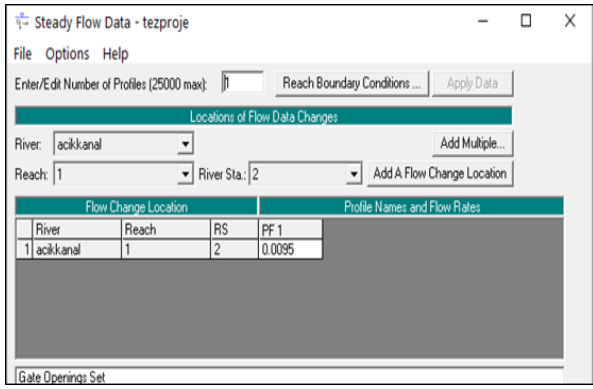 Steady Flow Data - tezproje
File Options Help
Enter/Edit Number of Profiles (25000 max): 1 Reach Boundary Conditions ... Apply Data
Locations of Flow Data Changes
River: acikkanal Add Multiple...
Reach: 1 River Sta.: 2 Add A Flow Change Location
Flow Change Location Profile Names and Flow Rates
River Reach RS PF 1
1 acikkanal 1 2 0.0095
Gate Openings Set